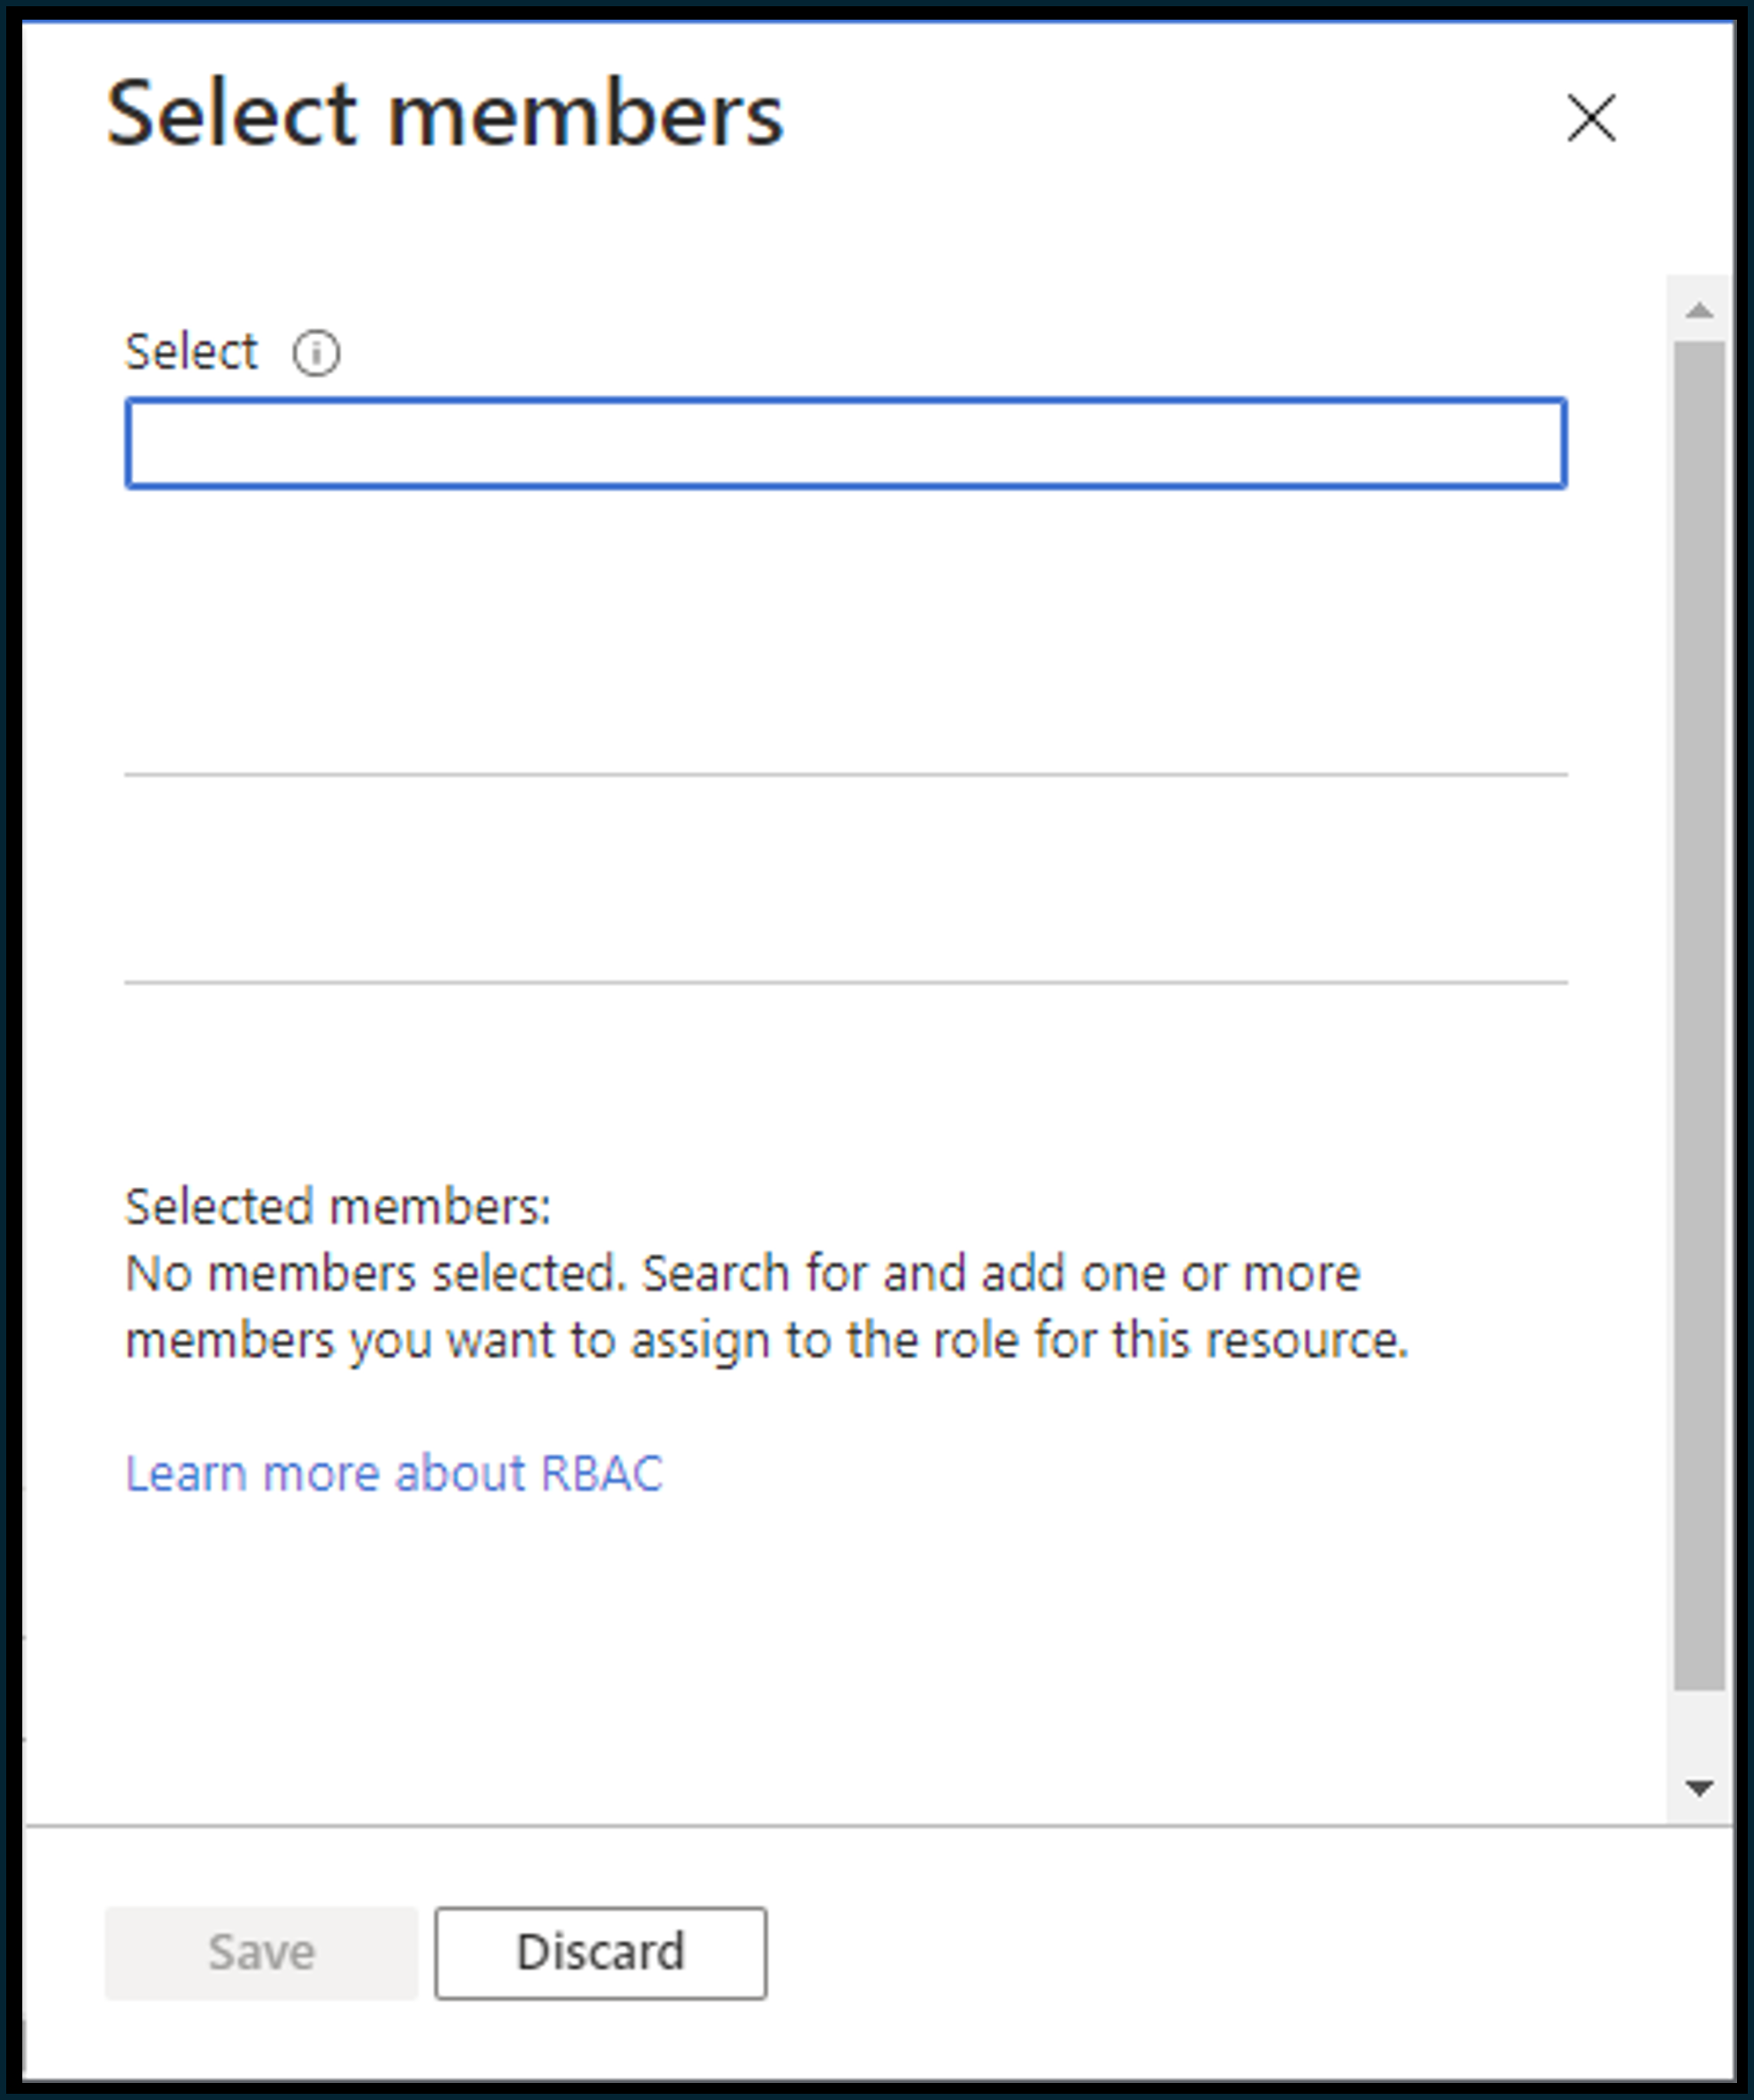 Select members
Select
Selected members:
No members selected. Search for and add one or more
members you want to assign to the role for this resource.
Learn more about RBAC
Save
Discard